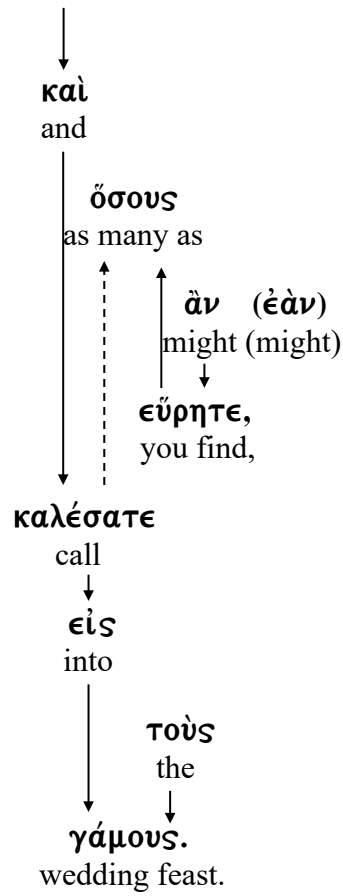 καὶ
and
ὅσους
as many as
ἂν (ἐὰν)
might (might)
εὕρητε,
you find,
καλέσατε
call
εἰς
into
τοὺς
the
γάμους.
wedding feast.